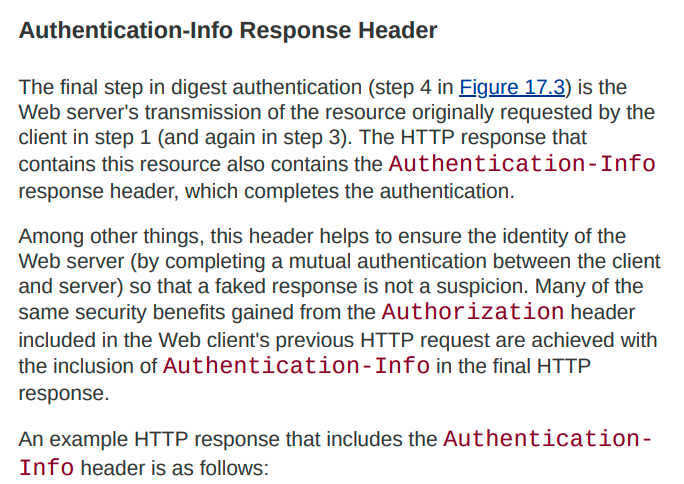 Authentication-Info Response Header
The final step in digest authentication (step 4 in Figure 17.3) is the
Web server's transmission of the resource originally requested by the
client in step 1 (and again in step 3). The HTTP response that
contains this resource also contains the Authentication-Info
response header, which completes the authentication.
Among other things, this header helps to ensure the identity of the
Web server (by completing a mutual authentication between the client
and server) so that a faked response is not a suspicion. Many of the
same security benefits gained from the Authorization header
included in the Web client's previous HTTP request are achieved with
the inclusion of Authentication-Info in the final HTTP
response.
An example HTTP response that includes the Authentication-
Info header is as follows: